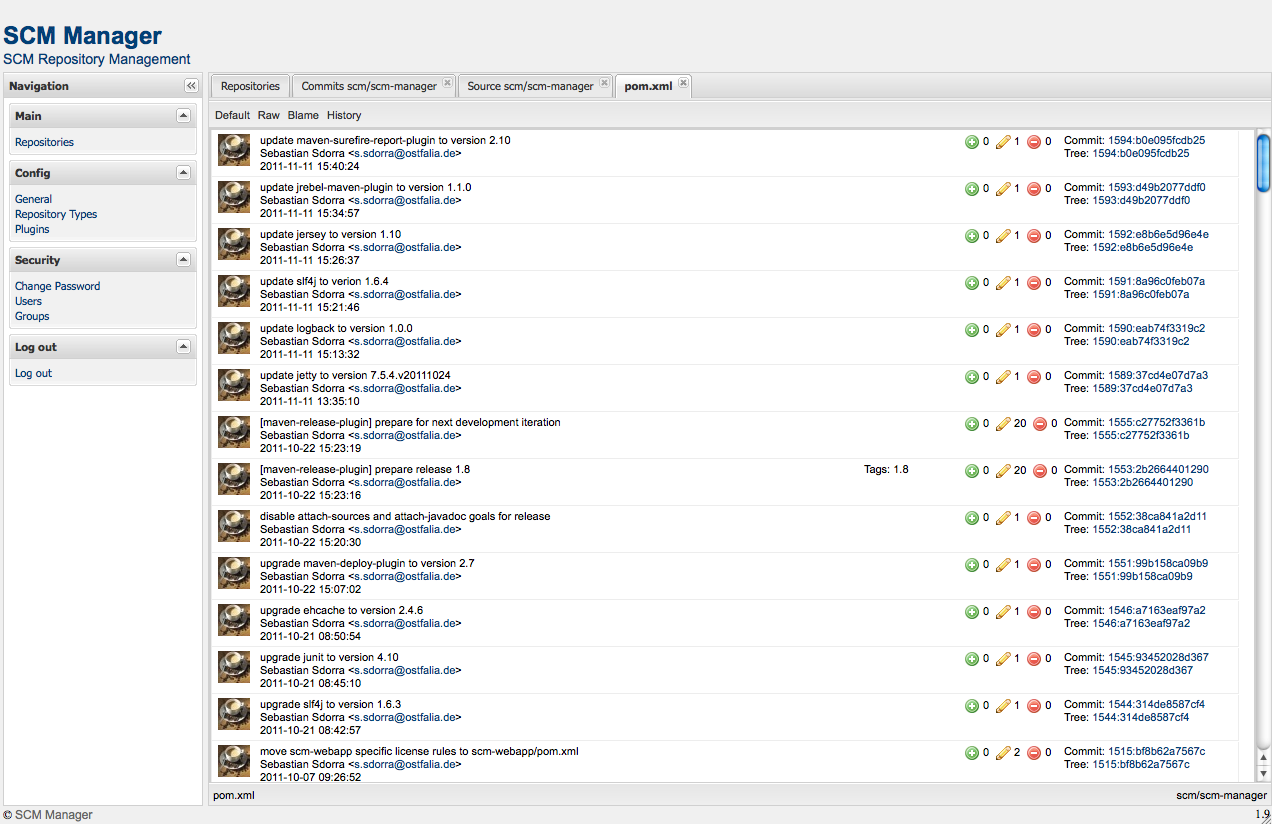 SCM Manager
SCM Repository Management
Navigation
Main
Repositories
Config
General
Repository Types
Plugins
Security
Change Password
Users
Groups
Log out
Log out
Repositories Commits scm/scm-manager Source scm/scm-manager pom.xml
Default Raw Blame History
update maven-surefire-report-plugin to version 2.10 0 1 0 Commit: 1594:b0e095fcdb25
Sebastian Sdorra <s.sdorra@ostfalia.de> Tree: 1594:b0e095fcdb25
2011-11-11 15:40:24
update jrebel-maven-plugin to version 1.1.0 0 1 0 Commit: 1593:d49b2077ddf0
Sebastian Sdorra <s.sdorra@ostfalia.de> Tree: 1593:d49b2077ddf0
2011-11-11 15:34:57
update jersey to version 1.10 0 1 0 Commit: 1592:e8b6e5d96e4e
Sebastian Sdorra <s.sdorra@ostfalia.de> Tree: 1592:e8b6e5d96e4e
2011-11-11 15:26:37
update slf4j to verion 1.6.4 0 1 0 Commit: 1591:8a96c0feb07a
Sebastian Sdorra <s.sdorra@ostfalia.de> Tree: 1591:8a96c0feb07a
2011-11-11 15:21:46
update logback to version 1.0.0 0 1 0 Commit: 1590:eab74f3319c2
Sebastian Sdorra <s.sdorra@ostfalia.de> Tree: 1590:eab74f3319c2
2011-11-11 15:13:32
update jetty to version 7.5.4.v20111024 0 1 0 Commit: 1589:37cd4e07d7a3
Sebastian Sdorra <s.sdorra@ostfalia.de> Tree: 1589:37cd4e07d7a3
2011-11-11 13:35:10
[maven-release-plugin] prepare for next development iteration 0 20 0 Commit: 1555:c27752f3361b
Sebastian Sdorra <s.sdorra@ostfalia.de> Tree: 1555:c27752f3361b
2011-10-22 15:23:19
[maven-release-plugin] prepare release 1.8 Tags: 1.8 0 20 0 Commit: 1553:2b2664401290
Sebastian Sdorra <s.sdorra@ostfalia.de> Tree: 1553:2b2664401290
2011-10-22 15:23:16
disable attach-sources and attach-javadoc goals for release 0 1 0 Commit: 1552:38ca841a2d11
Sebastian Sdorra <s.sdorra@ostfalia.de> Tree: 1552:38ca841a2d11
2011-10-22 15:20:30
upgrade maven-deploy-plugin to version 2.7 0 1 0 Commit: 1551:99b158ca09b9
Sebastian Sdorra <s.sdorra@ostfalia.de> Tree: 1551:99b158ca09b9
2011-10-22 15:07:02
upgrade ehcache to version 2.4.6 0 1 0 Commit: 1546:a7163eaf97a2
Sebastian Sdorra <s.sdorra@ostfalia.de> Tree: 1546:a7163eaf97a2
2011-10-21 08:50:54
upgrade junit to version 4.10 0 1 0 Commit: 1545:93452028d367
Sebastian Sdorra <s.sdorra@ostfalia.de> Tree: 1545:93452028d367
2011-10-21 08:45:10
upgrade slf4j to version 1.6.3 0 1 0 Commit: 1544:314de8587cf4
Sebastian Sdorra <s.sdorra@ostfalia.de> Tree: 1544:314de8587cf4
2011-10-21 08:42:57
move scm-webapp specific license rules to scm-webapp/pom.xml 0 2 0 Commit: 1515:bf8b62a7567c
Sebastian Sdorra <s.sdorra@ostfalia.de> Tree: 1515:bf8b62a7567c
2011-10-07 09:26:52
pom.xml scm/scm-manager
© SCM Manager 1.9